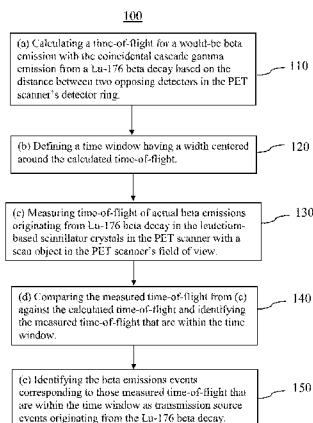 100
(a) Calculating a time-of-flight for a would-be beta
emission with the coincidental cascade gamma
emission from a Lu-176 beta decay based on the
distance between two opposing detectors in the PET
scanner's detector ring.
110
(b) Defining a time window having a width centered
around the calculated time-of-flight.
120
(c) Measuring time-of-flight of actual beta emissions
originating from Lu-176 beta decay in the leutetium-
based scintillator crystals in the PET scanner with a
scan object in the PET scanner's field of view.
130
(d) Comparing the measured time-of-flight from (c)
against the calculated time-of-flight and identifying
the measured time-of-flight that are within the time
window.
140
(e) Identifying the beta emissions events
corresponding to those measured time-of-flight that
are within the time window as transmission source
events originating from the Lu-176 beta decay.
150